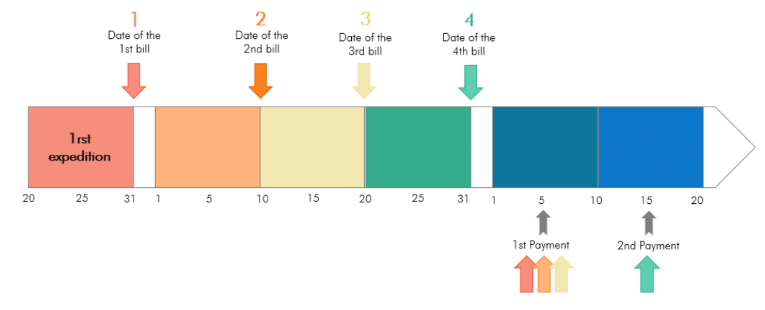 1
2
3
4
Date of the
1st bill
Date of the
2nd bill
Date of the
3rd bill
Date of the
4th bill
1rst
expedition
20 25 31 1 5 10 15 20 25 31 1 5 10 15 20
1st Payment
2nd Payment